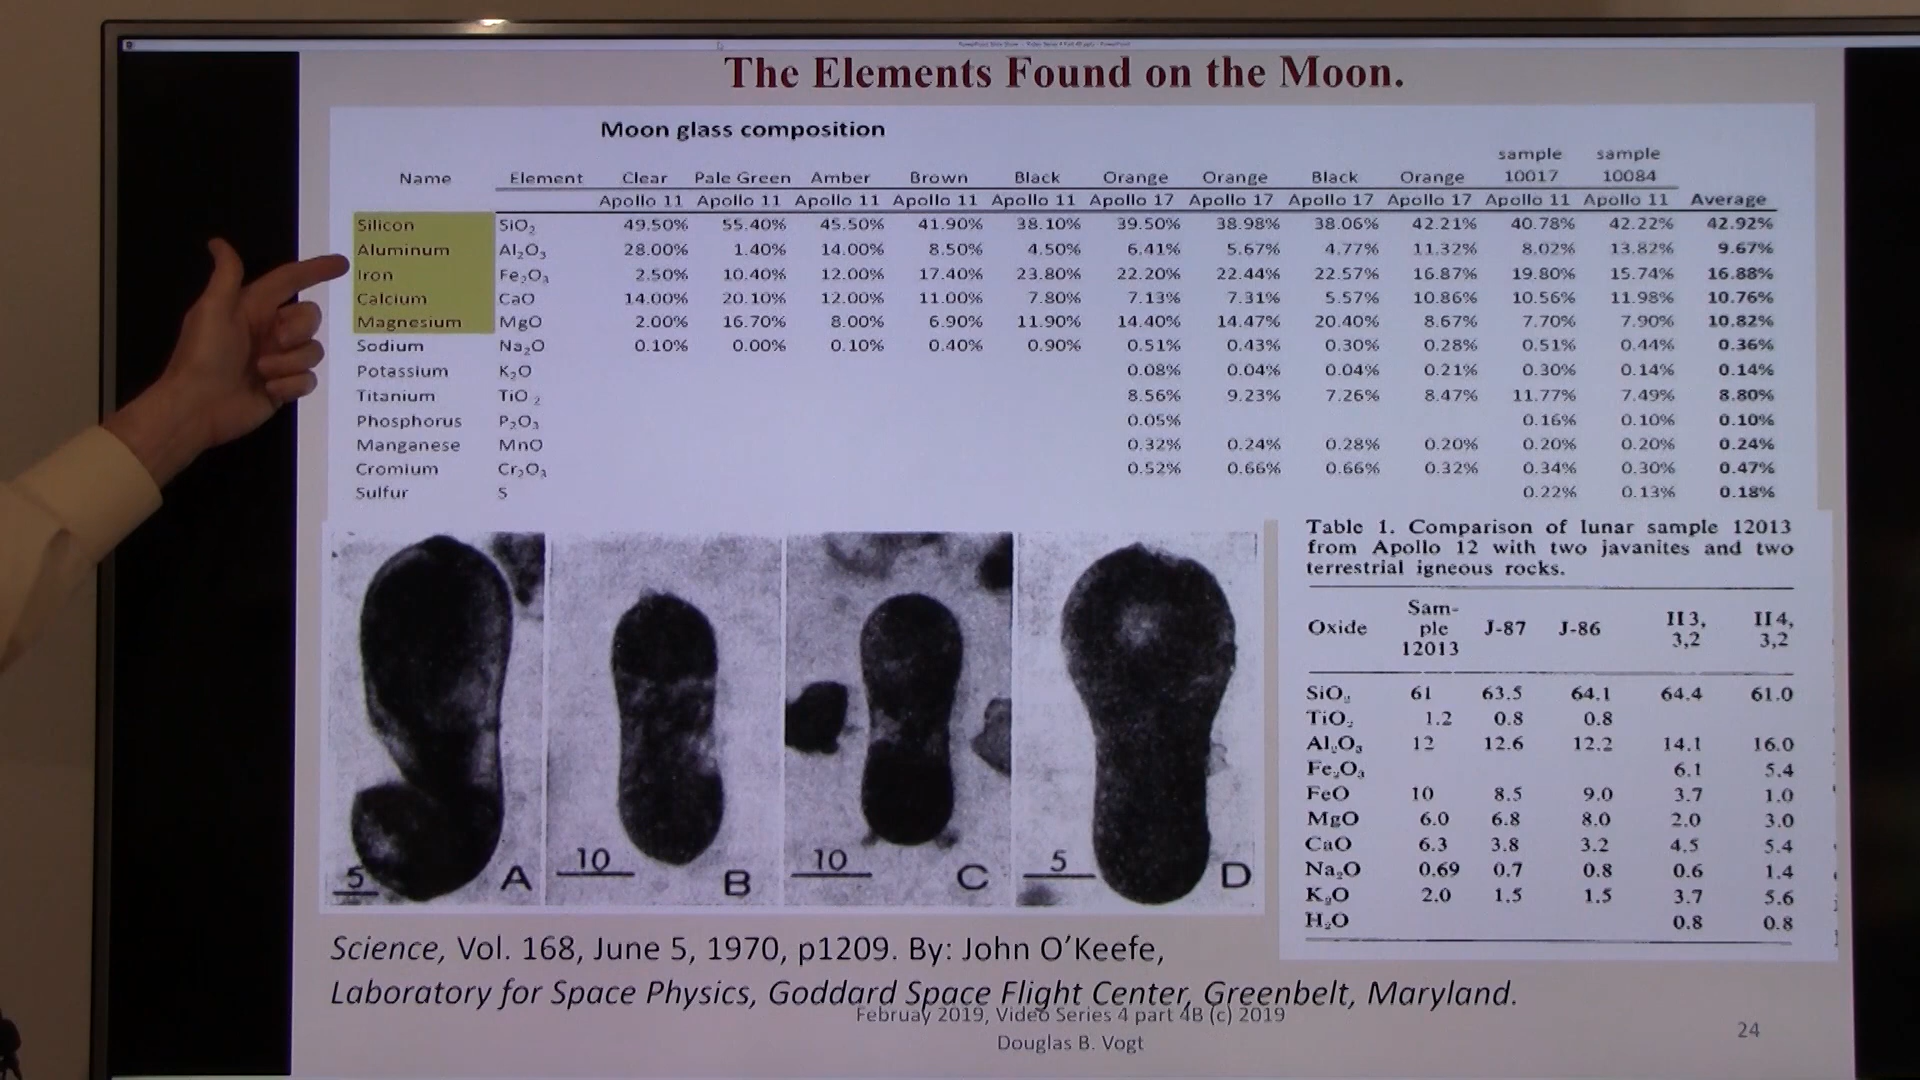 The Elements Found on the Moon.
Moon glass composition
sample sample
Name Element Clear Pale Green Amber Brown Black Orange Orange Black Orange 10017 10084
Apollo 11 Apollo 11 Apollo 11 Apollo 11 Apollo 11 Apollo 17 Apollo 17 Apollo 17 Apollo 17 Apollo 11 Apollo 11 Average
Silicon SiO₂ 49.50% 55.40% 45.50% 41.90% 38.10% 39.50% 38.98% 38.06% 42.21% 40.78% 42.22% 42.92%
Aluminum Al₂O₃ 28.00% 1.40% 14.00% 8.50% 4.50% 6.41% 5.67% 4.77% 11.32% 8.02% 13.82% 9.67%
Iron Fe₂O₃ 2.50% 10.40% 12.00% 17.40% 23.80% 22.20% 22.44% 22.57% 16.87% 19.80% 15.74% 16.88%
Calcium CaO 14.00% 20.10% 12.00% 11.00% 7.80% 7.13% 7.31% 5.57% 10.86% 10.56% 11.98% 10.76%
Magnesium MgO 2.00% 16.70% 8.00% 6.90% 11.90% 14.40% 14.47% 20.40% 8.67% 7.70% 7.90% 10.82%
Sodium Na₂O 0.10% 0.00% 0.10% 0.40% 0.90% 0.51% 0.43% 0.30% 0.28% 0.51% 0.44% 0.36%
Potassium K₂O 0.08% 0.04% 0.04% 0.21% 0.30% 0.14% 0.14%
Titanium TiO₂ 8.56% 9.23% 7.26% 8.47% 11.77% 7.49% 8.80%
Phosphorus P₂O₃ 0.05% 0.16% 0.10% 0.10%
Manganese MnO 0.32% 0.24% 0.28% 0.20% 0.20% 0.20% 0.24%
Cromium Cr₂O₃ 0.52% 0.66% 0.66% 0.32% 0.34% 0.30% 0.47%
Sulfur S 0.22% 0.13% 0.18%
5 A
10 B
10 C
5 D
Table 1. Comparison of lunar sample 12013
from Apollo 12 with two javanites and two
terrestrial igneous rocks.
Oxide Sam-ple 12013 J-87 J-86 II 3, 3,2 II 4, 3,2
SiO₂ 61 63.5 64.1 64.4 61.0
TiO₂ 1.2 0.8 0.8
Al₂O₃ 12 12.6 12.2 14.1 16.0
Fe₂O₃ 6.1 5.4
FeO 10 8.5 9.0 3.7 1.0
MgO 6.0 6.8 8.0 2.0 3.0
CaO 6.3 3.8 3.2 4.5 5.4
Na₂O 0.69 0.7 0.8 0.6 1.4
K₂O 2.0 1.5 1.5 3.7 5.6
H₂O 0.8 0.8
Science, Vol. 168, June 5, 1970, p1209. By: John O'Keefe,
Laboratory for Space Physics, Goddard Space Flight Center, Greenbelt, Maryland.
Februay 2019, Video Series 4 part 4B (c) 2019
Douglas B. Vogt
24